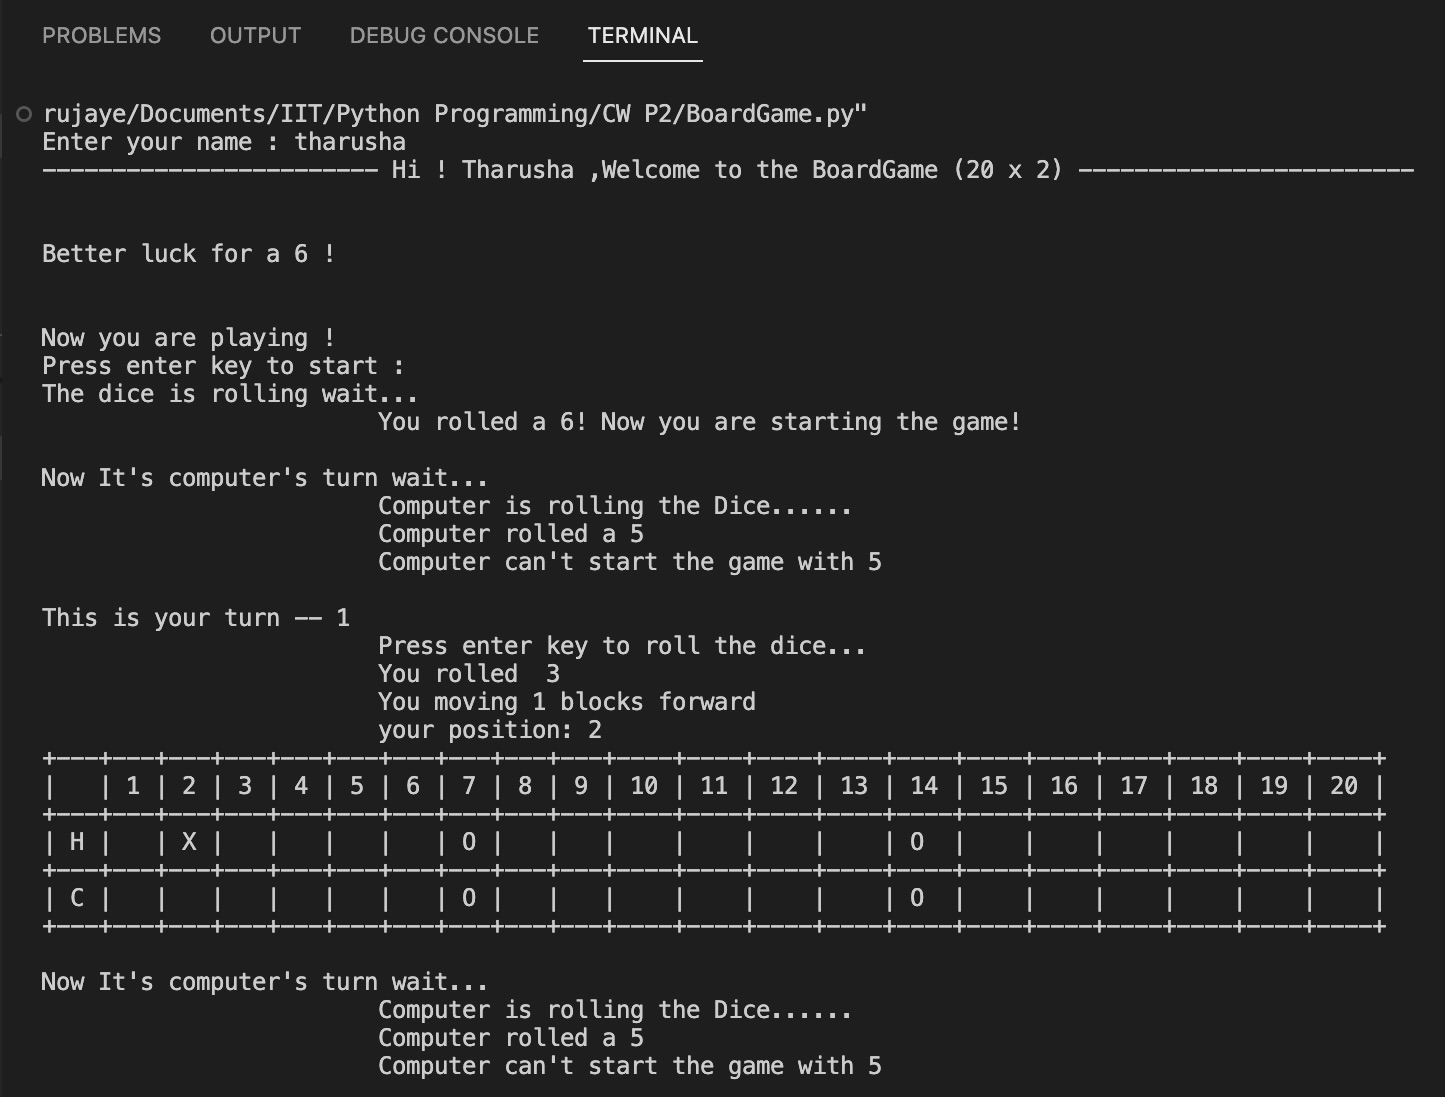 PROBLEMS OUTPUT DEBUG CONSOLE TERMINAL
rujaye/Documents/IIT/Python Programming/CW P2/BoardGame.py"
Enter your name : tharusha
------------------------ Hi ! Tharusha ,Welcome to the BoardGame (20 x 2) ------------------------
Better luck for a 6 !
Now you are playing !
Press enter key to start :
The dice is rolling wait...
You rolled a 6! Now you are starting the game!
Now It's computer's turn wait...
Computer is rolling the Dice......
Computer rolled a 5
Computer can't start the game with 5
This is your turn -- 1
Press enter key to roll the dice...
You rolled  3
You moving 1 blocks forward
your position: 2
+---+---+---+---+---+---+---+---+---+---+----+----+----+----+----+----+----+----+----+----+----+
|   | 1 | 2 | 3 | 4 | 5 | 6 | 7 | 8 | 9 | 10 | 11 | 12 | 13 | 14 | 15 | 16 | 17 | 18 | 19 | 20 |
+---+---+---+---+---+---+---+---+---+---+----+----+----+----+----+----+----+----+----+----+----+
| H |   | X |   |   |   |   | O |   |   |    |    |    |    | O  |    |    |    |    |    |    |
+---+---+---+---+---+---+---+---+---+---+----+----+----+----+----+----+----+----+----+----+----+
| C |   |   |   |   |   |   | O |   |   |    |    |    |    | O  |    |    |    |    |    |    |
+---+---+---+---+---+---+---+---+---+---+----+----+----+----+----+----+----+----+----+----+----+
Now It's computer's turn wait...
Computer is rolling the Dice......
Computer rolled a 5
Computer can't start the game with 5